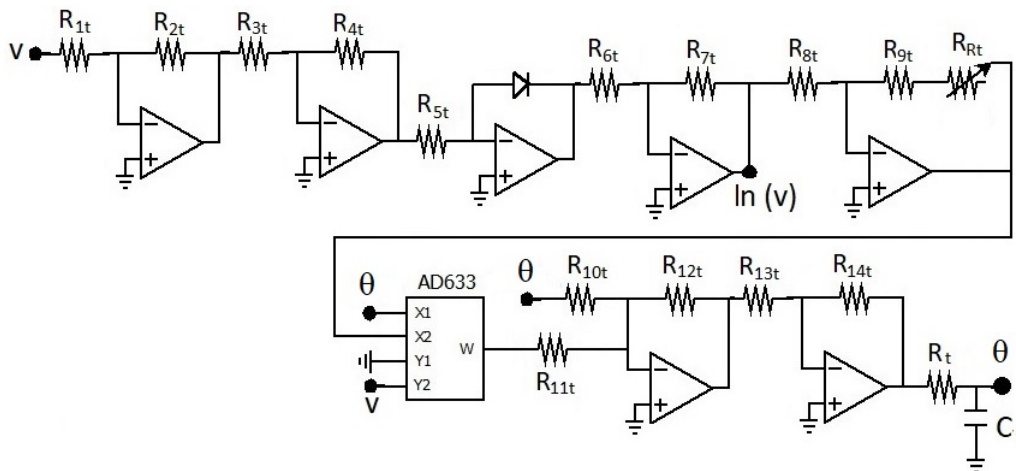 R1t R2t R3t R4t
v
R5t
R6t R7t R8t R9t RRt
− + − + − + − + − +
ln (v)
AD633
θ X1
X2
Y1
v Y2
W
θ R10t R12t R13t R14t
R11t
− + − +
Rt θ
C